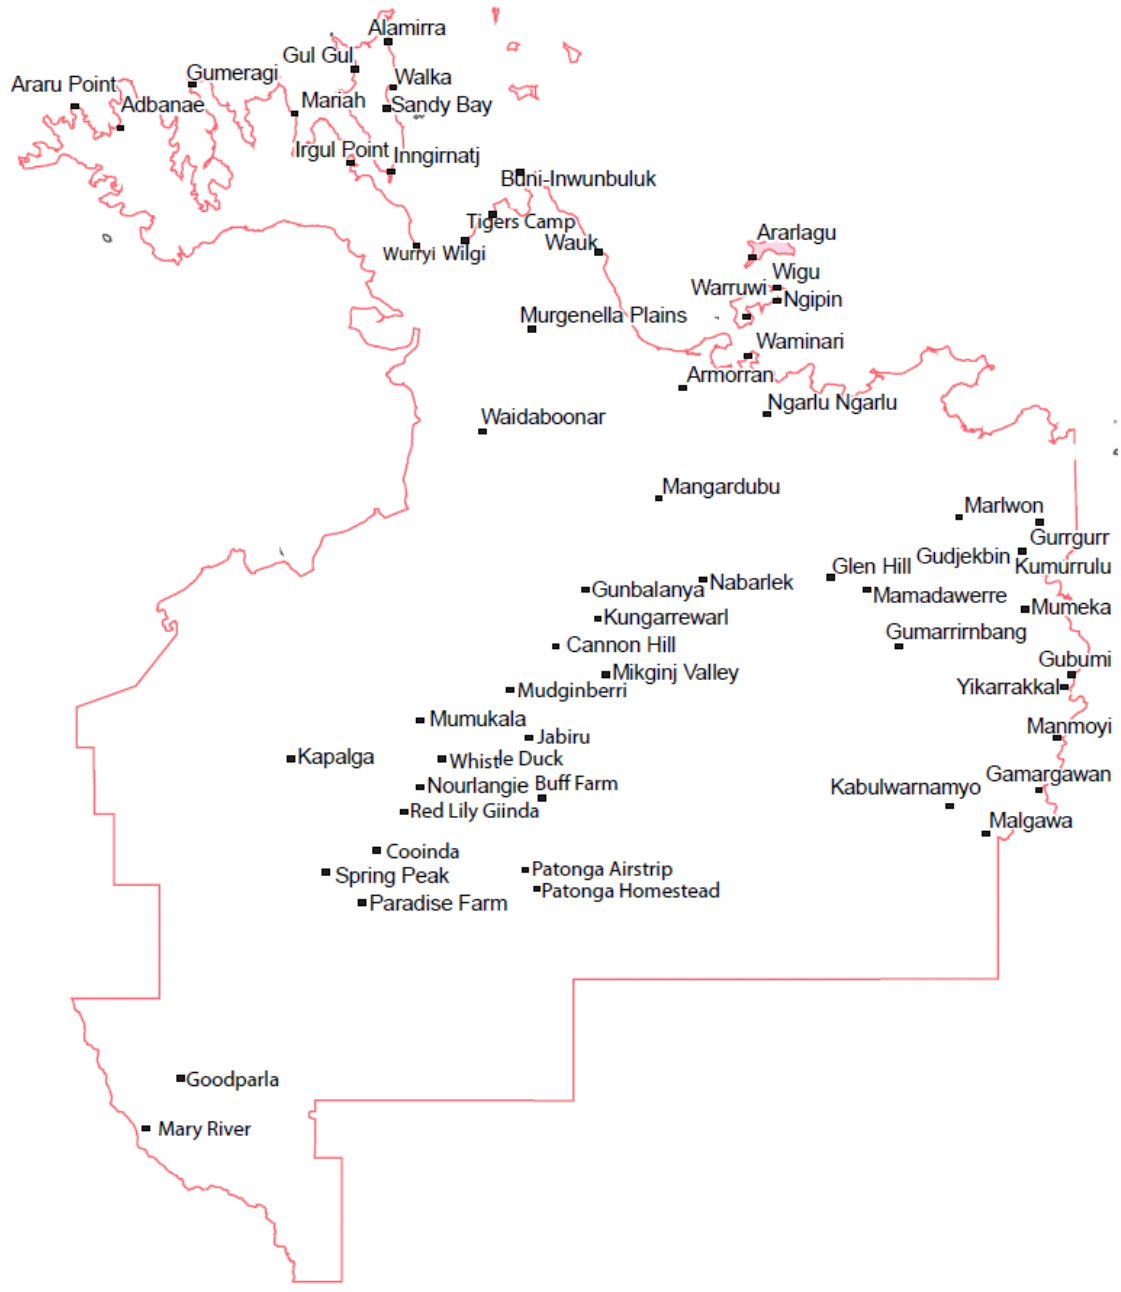 Alamirra
Gul Gul
Gumeragi
Walka
Araru Point
Adbanae
Mariah
Sandy Bay
Irgul Point
Inngirnatj
Buni-Inwunbuluk
Tigers Camp
Wauk
Wurryi
Wilgi
Ararlagu
Wigu
Warruwi
Ngipin
Murgenella Plains
Waminari
Armorran
Ngarlu Ngarlu
Waidaboonar
Mangardubu
Marlwon
Gurrgurr
Gudjekbin
Kumurrulu
Glen Hill
Nabarlek
Gunbalanya
Mamadawerre
Mumeka
Kungarrewarl
Gumarrirnbang
Cannon Hill
Gubumi
Mikginj Valley
Yikarrakkal
Mudginberri
Mumukala
Manmoyi
Jabiru
Kapalga
Whistle Duck
Gamargawan
Nourlangie
Buff Farm
Kabulwarnamyo
Red Lily Giinda
Malgawa
Cooinda
Patonga Airstrip
Spring Peak
Patonga Homestead
Paradise Farm
Goodparla
Mary River